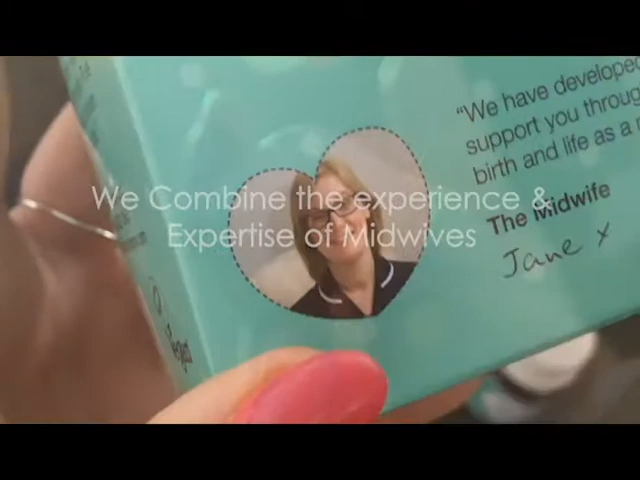 "We have developed
support you throug
birth and life as a
The Midwife
Jane x
We Combine the experience &
Expertise of Midwives